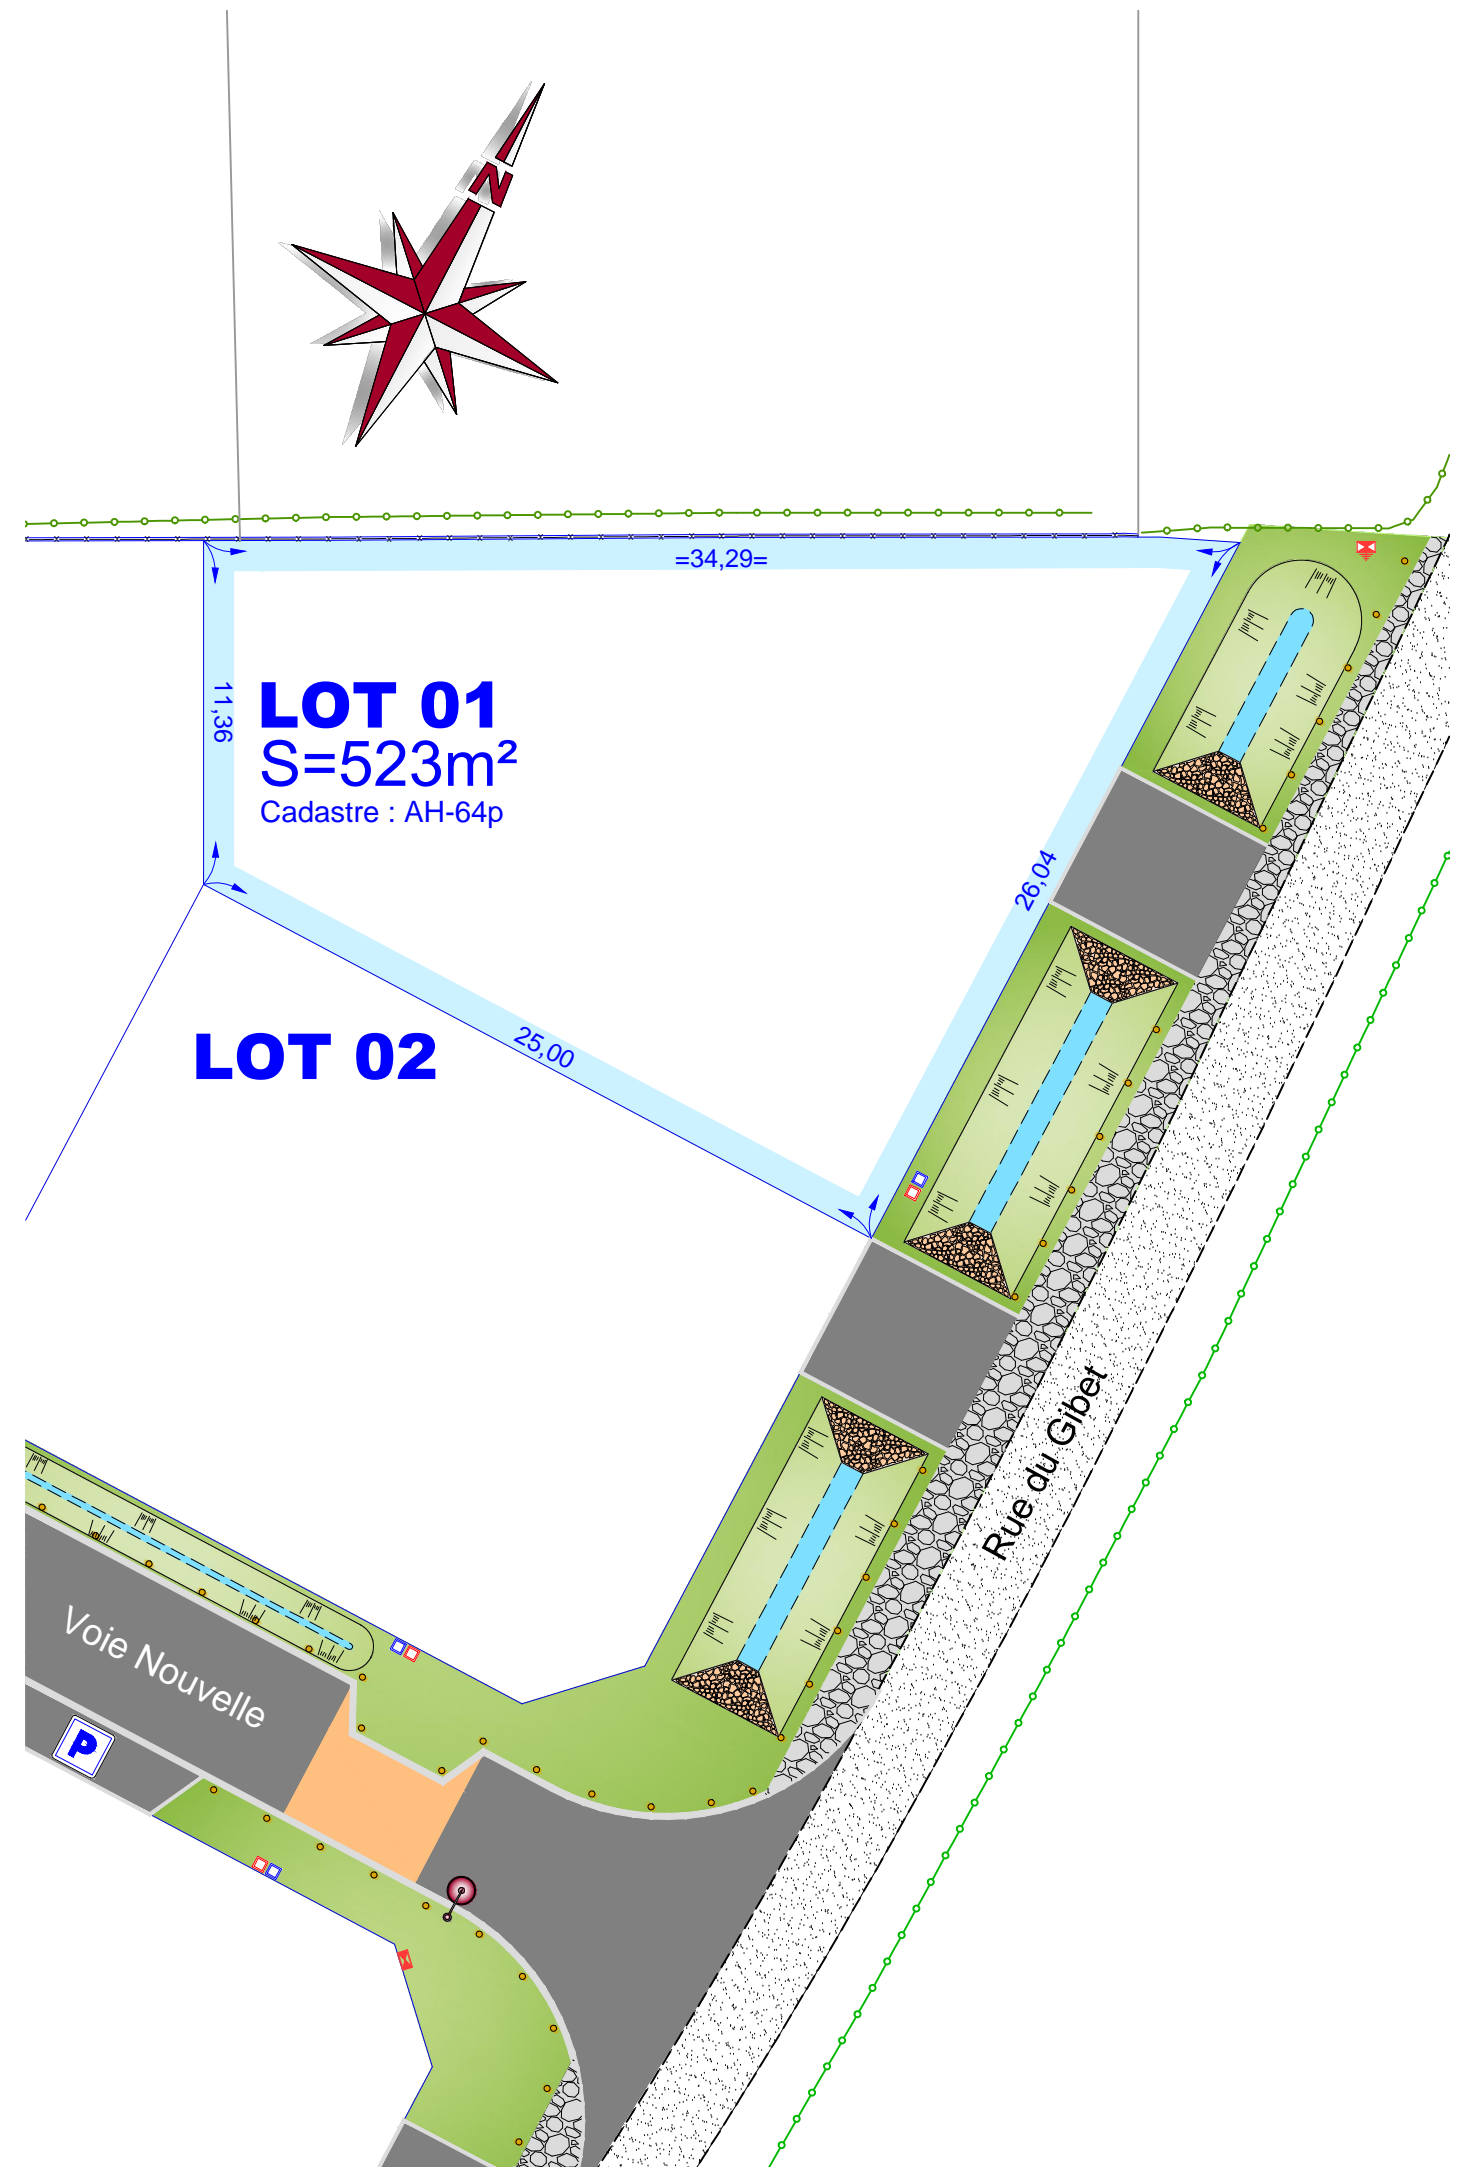 N
=34,29=
11,36
LOT 01
S=523m²
Cadastre : AH-64p
26,04
25,00
LOT 02
Rue du Gibet
Voie Nouvelle
P